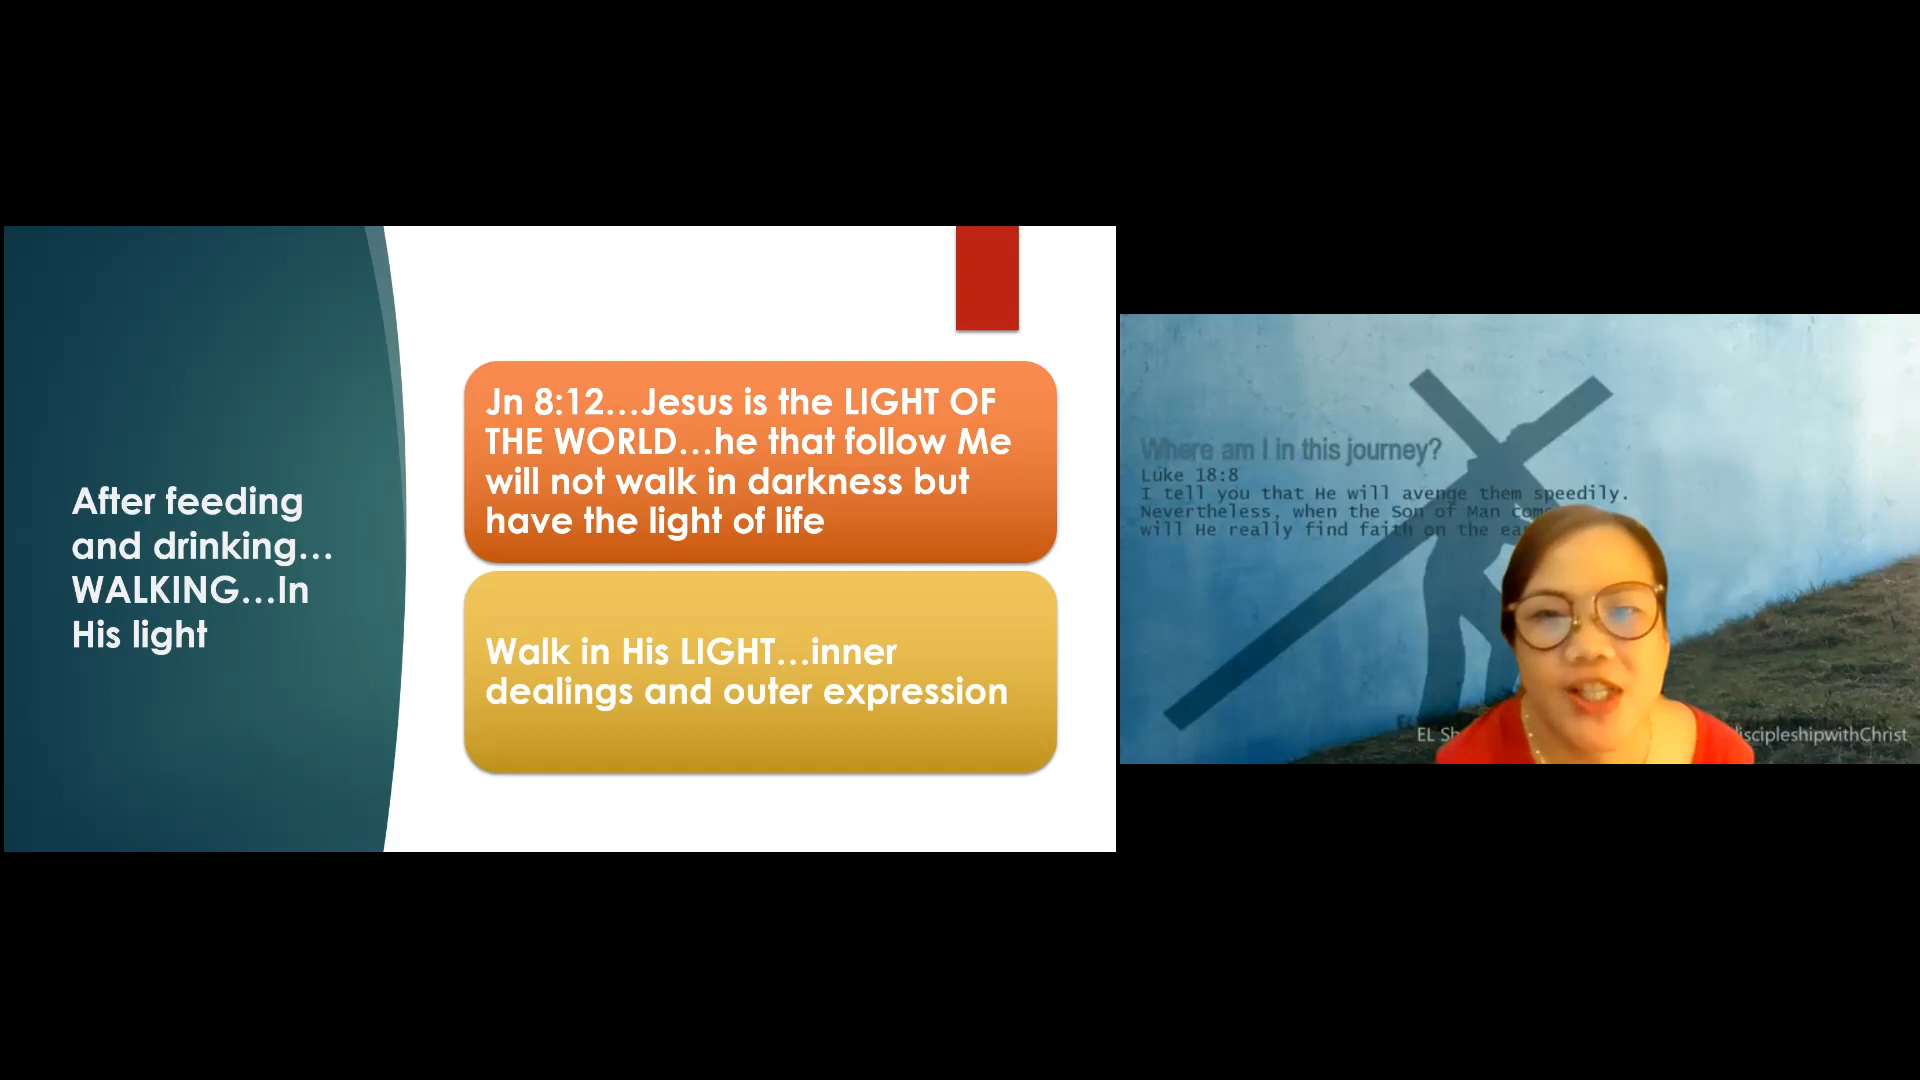 After feeding
and drinking…
WALKING…In
His light
Jn 8:12…Jesus is the LIGHT OF
THE WORLD…he that follow Me
will not walk in darkness but
have the light of life
Walk in His LIGHT…inner
dealings and outer expression
Where am I in this journey?
Luke 18:8
I tell you that He will avenge them speedily.
Nevertheless, when the Son of Man
will He really find faith on the
EL